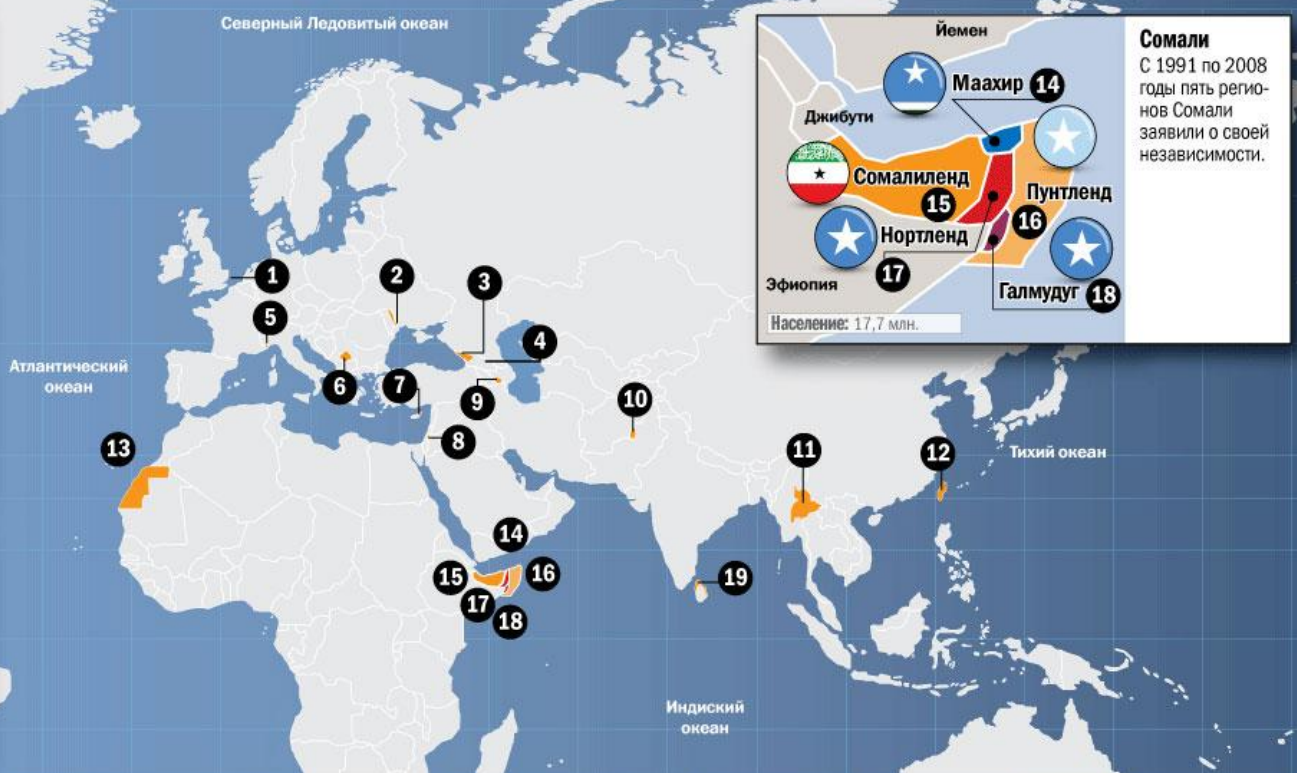 Северный Ледовитый океан
Йемен
Маахир 14
Джибути
Сомалиленд
15
Пунтленд
16
Нортленд
17
Эфиопия
Галмудуг 18
Население: 17,7 млн.
Сомали
С 1991 по 2008
годы пять регио-
нов Сомали
заявили о своей
независимости.
1
2
3
5
4
Атлантический
океан
6
7
9
10
8
13
11
12
Тихий океан
14
15
16
17
18
19
Индиский
океан